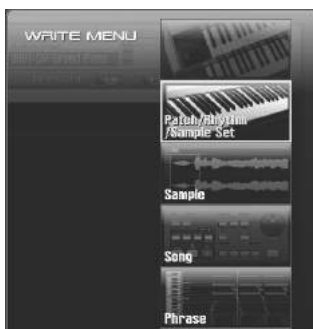 WRITE MENU
Patch/Rhythm
/Sample Set
Sample
Song
Phrase